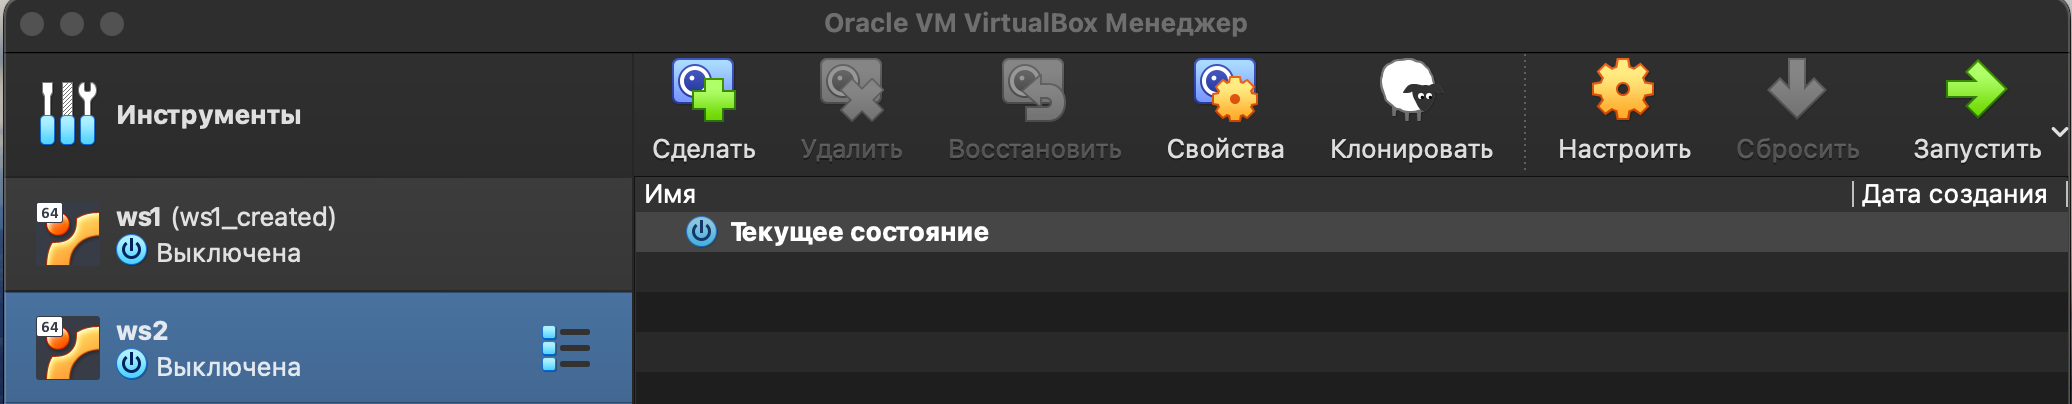 Oracle VM VirtualBox Менеджер
Инструменты
Сделать Удалить Восстановить Свойства Клонировать Настроить Сбросить Запустить
Имя Дата создания
64 ws1 (ws1_created)
Выключена
Текущее состояние
64 ws2
Выключена